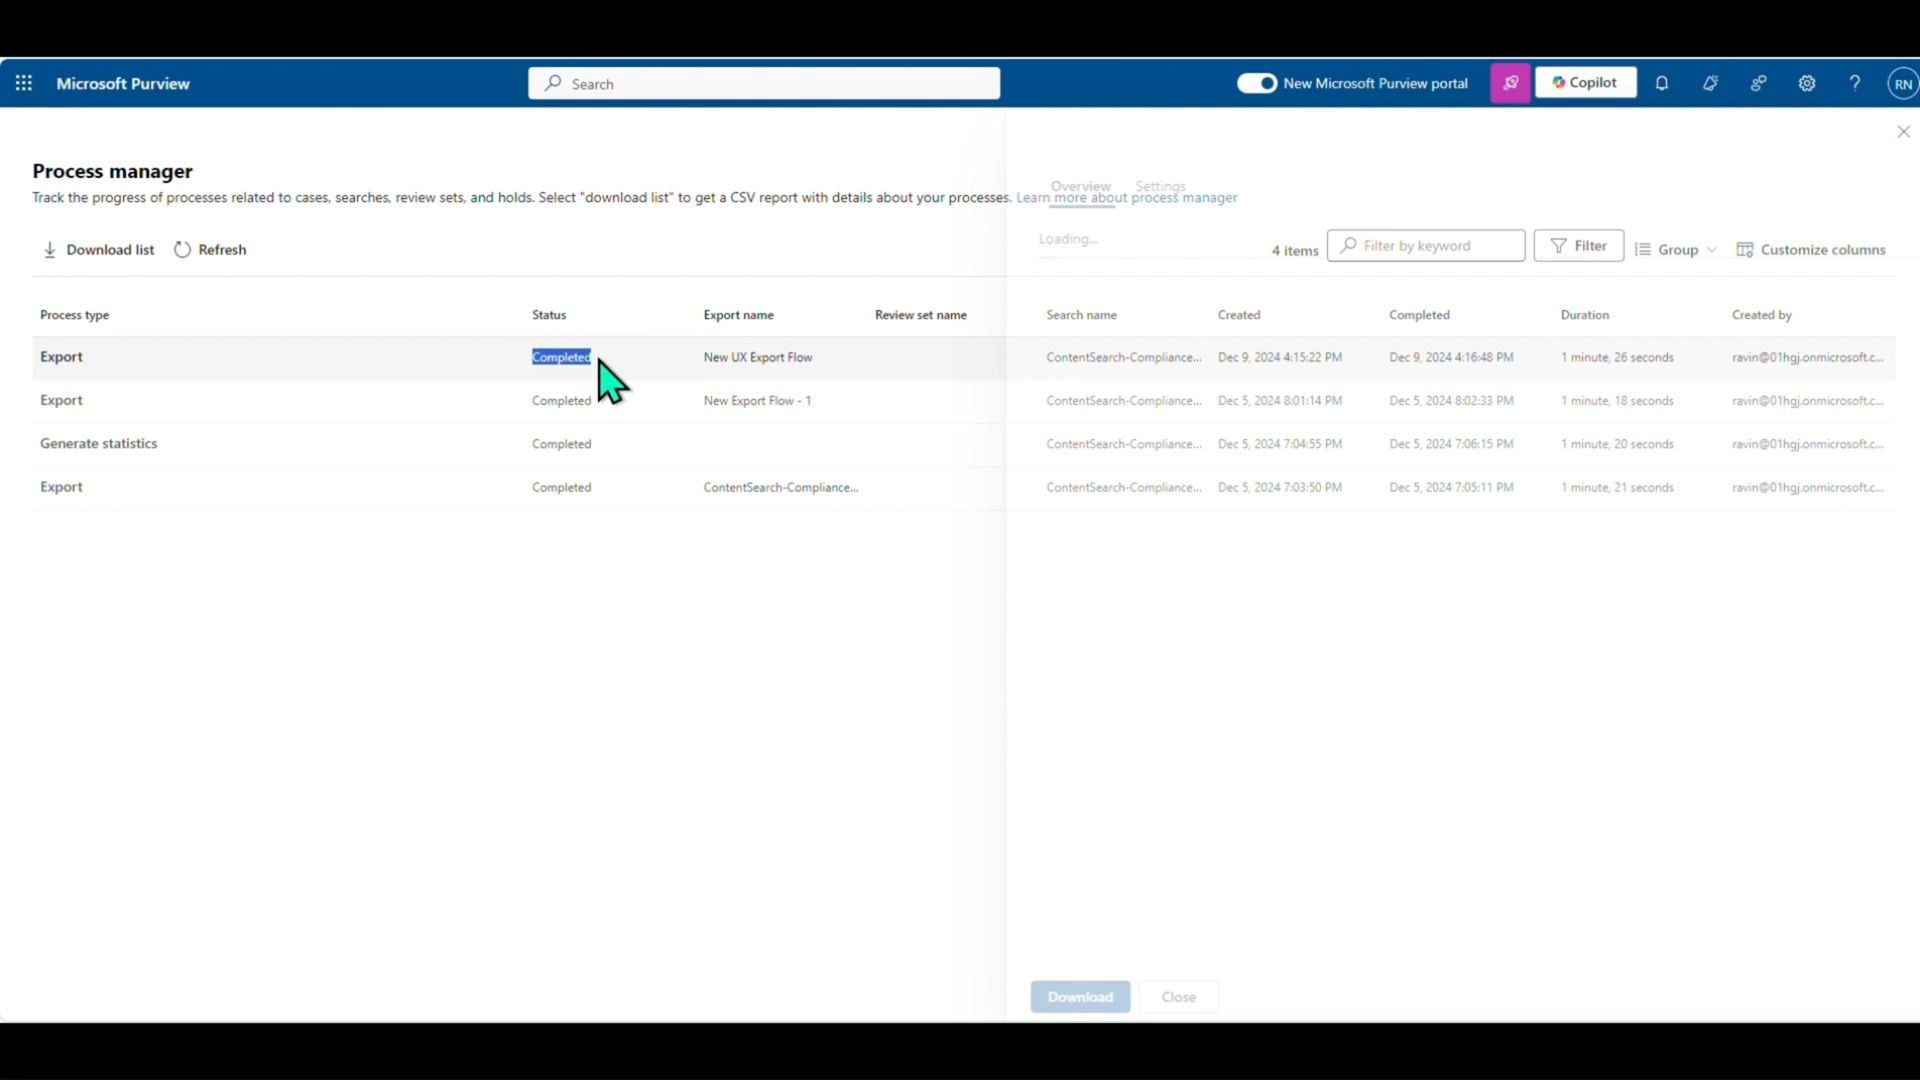 Microsoft Purview Search New Microsoft Purview portal Copilot ? RN
Process manager
Overview Settings
Track the progress of processes related to cases, searches, review sets, and holds. Select "download list" to get a CSV report with details about your processes. Learn more about process manager
Loading...
Download list Refresh 4 items Filter by keyword Filter Group Customize columns
Process type Status Export name Review set name Search name Created Completed Duration Created by
Export Completed New UX Export Flow ContentSearch-Compliance... Dec 9, 2024 4:15:22 PM Dec 9, 2024 4:16:48 PM 1 minute, 26 seconds ravin@01hgj.onmicrosoft.c...
Export Completed New Export Flow - 1 ContentSearch-Compliance... Dec 5, 2024 8:01:14 PM Dec 5, 2024 8:02:33 PM 1 minute, 18 seconds ravin@01hgj.onmicrosoft.c...
Generate statistics Completed ContentSearch-Compliance... Dec 5, 2024 7:04:55 PM Dec 5, 2024 7:06:15 PM 1 minute, 20 seconds ravin@01hgj.onmicrosoft.c...
Export Completed ContentSearch-Compliance... ContentSearch-Compliance... Dec 5, 2024 7:03:50 PM Dec 5, 2024 7:05:11 PM 1 minute, 21 seconds ravin@01hgj.onmicrosoft.c...
Download Close